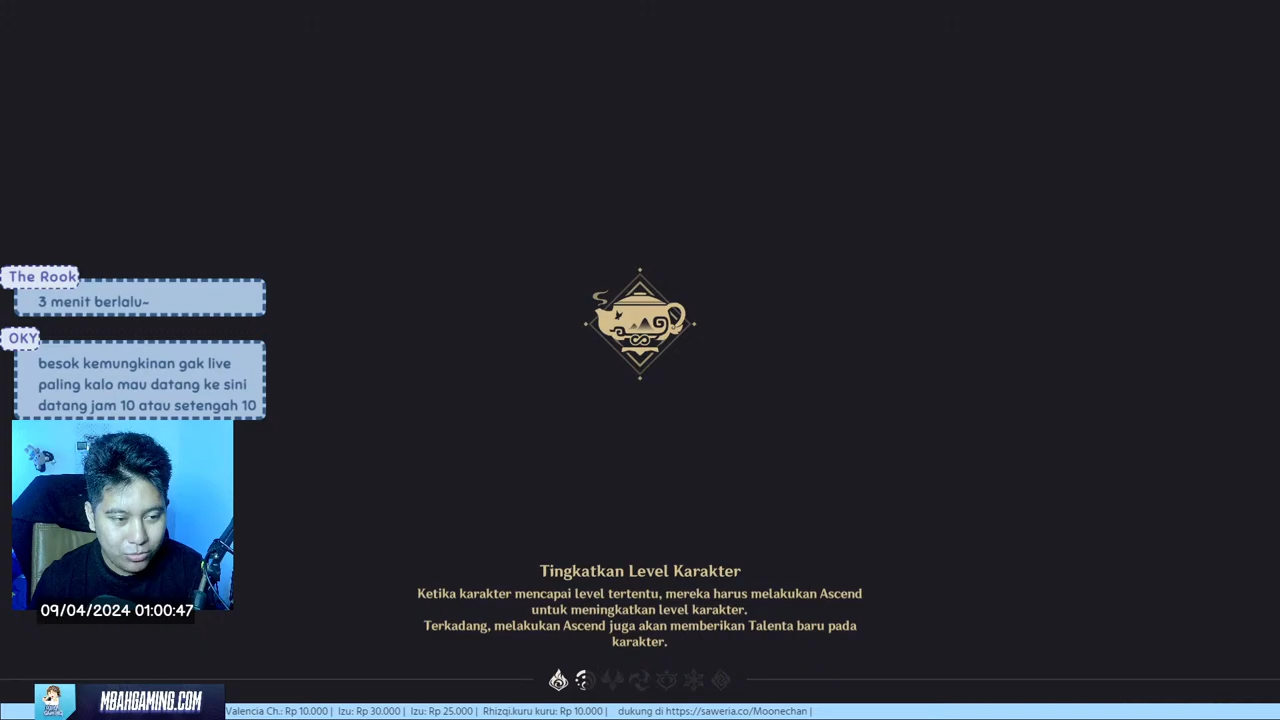 The Rook
3 menit berlalu~
OKY
besok kemungkinan gak live
paling kalo mau datang ke sini
datang jam 10 atau setengah 10
09/04/2024 01:00:47
Tingkatkan Level Karakter
Ketika karakter mencapai level tertentu, mereka harus melakukan Ascend
untuk meningkatkan level karakter.
Terkadang, melakukan Ascend juga akan memberikan Talenta baru pada
karakter.
MBAHGAMING.COM
Valencia Ch.: Rp 10.000 | Izu: Rp 30.000 | Izu: Rp 25.000 | Rhizqi.kuru kuru: Rp 10.000 | dukung di https://saweria.co/Moonechan |